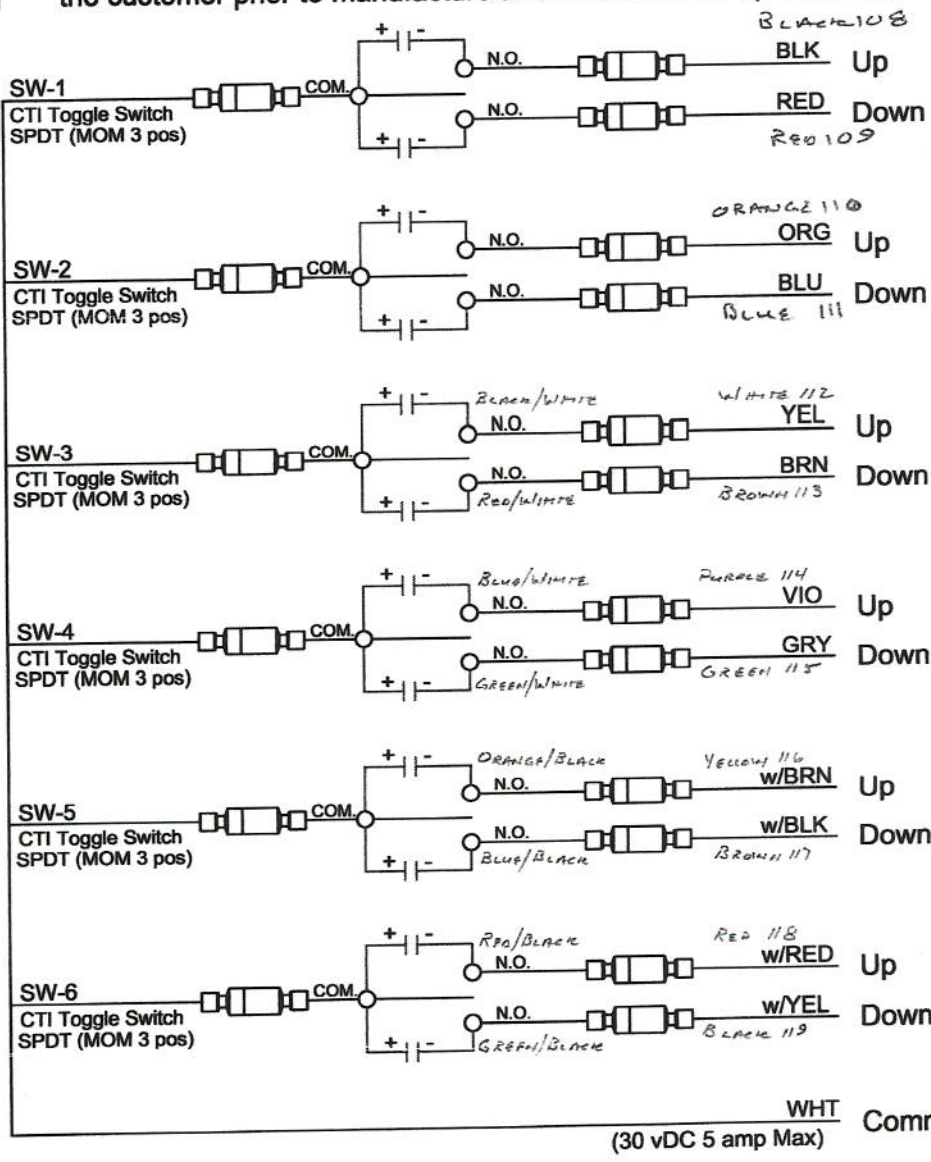 the customer prior to manufacture
BLACK 108
+ -
N.O.
BLK
Up
SW-1
COM.
CTI Toggle Switch
SPDT (MOM 3 pos)
N.O.
RED
Down
+ -
RED 109
ORANGE 110
+ -
N.O.
ORG
Up
SW-2
COM.
CTI Toggle Switch
SPDT (MOM 3 pos)
N.O.
BLU
Down
+ -
BLUE 111
+ -
BLACK/WHITE
WHITE 112
N.O.
YEL
Up
SW-3
COM.
CTI Toggle Switch
SPDT (MOM 3 pos)
N.O.
BRN
Down
+ -
RED/WHITE
BROWN 113
+ -
BLUE/WHITE
PURPLE 114
N.O.
VIO
Up
SW-4
COM.
CTI Toggle Switch
SPDT (MOM 3 pos)
N.O.
GRY
Down
+ -
GREEN/WHITE
GREEN 115
+ -
ORANGE/BLACK
YELLOW 116
N.O.
w/BRN
Up
SW-5
COM.
CTI Toggle Switch
SPDT (MOM 3 pos)
N.O.
w/BLK
Down
+ -
BLUE/BLACK
BROWN 117
+ -
RED/BLACK
RED 118
N.O.
w/RED
Up
SW-6
COM.
CTI Toggle Switch
SPDT (MOM 3 pos)
N.O.
w/YEL
Down
+ -
GREEN/BLACK
BLACK 119
WHT
Comm
(30 vDC 5 amp Max)